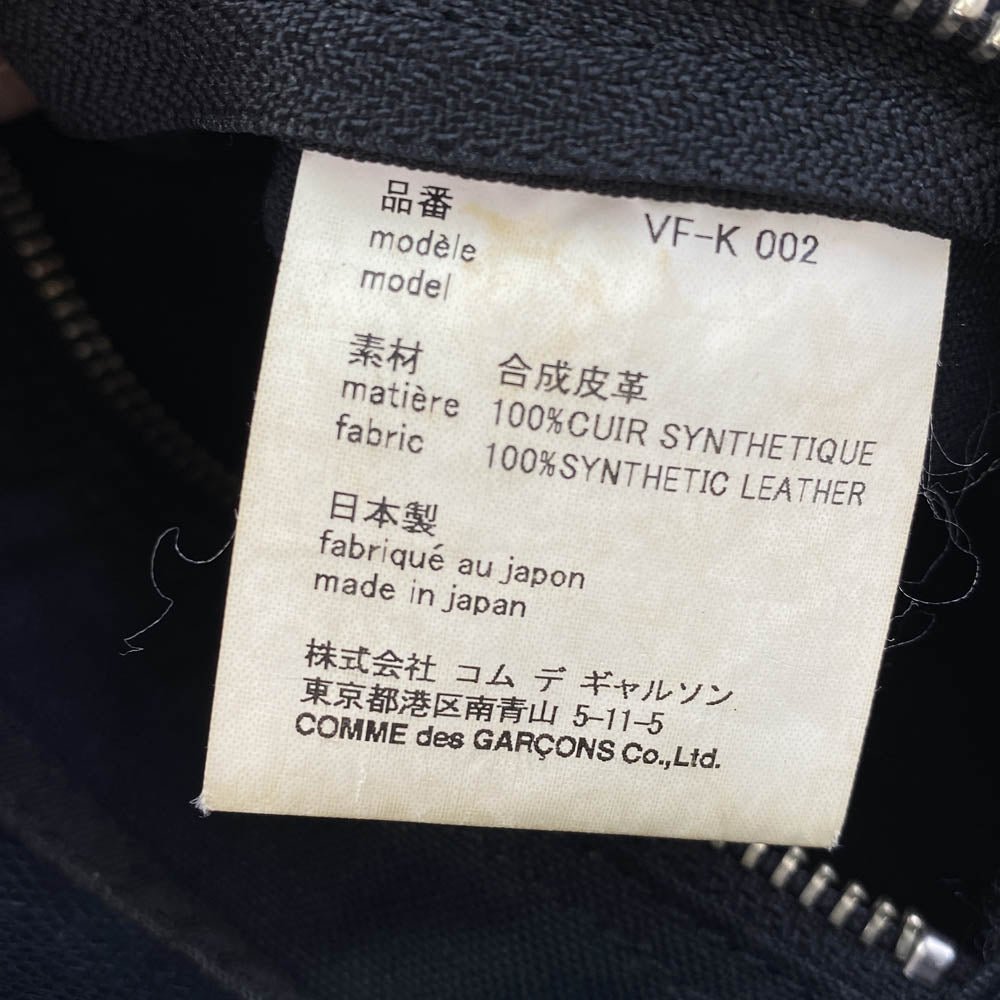 品番 VF-K 002
modèle
model
素材 合成皮革
matière 100%CUIR SYNTHETIQUE
fabric 100%SYNTHETIC LEATHER
日本製
fabriqué au japon
made in japan
株式会社 コム デ ギャルソン
東京都港区南青山 5-11-5
COMME des GARÇONS Co.,Ltd.